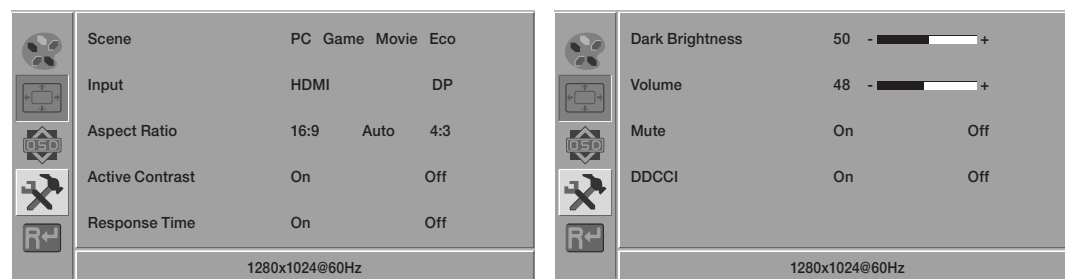 Scene PC Game Movie Eco
Input HDMI DP
OSD
Aspect Ratio 16:9 Auto 4:3
Active Contrast On Off
Response Time On Off
R
1280x1024@60Hz
Dark Brightness 50 - +
Volume 48 - +
OSD
Mute On Off
DDCCI On Off
R
1280x1024@60Hz